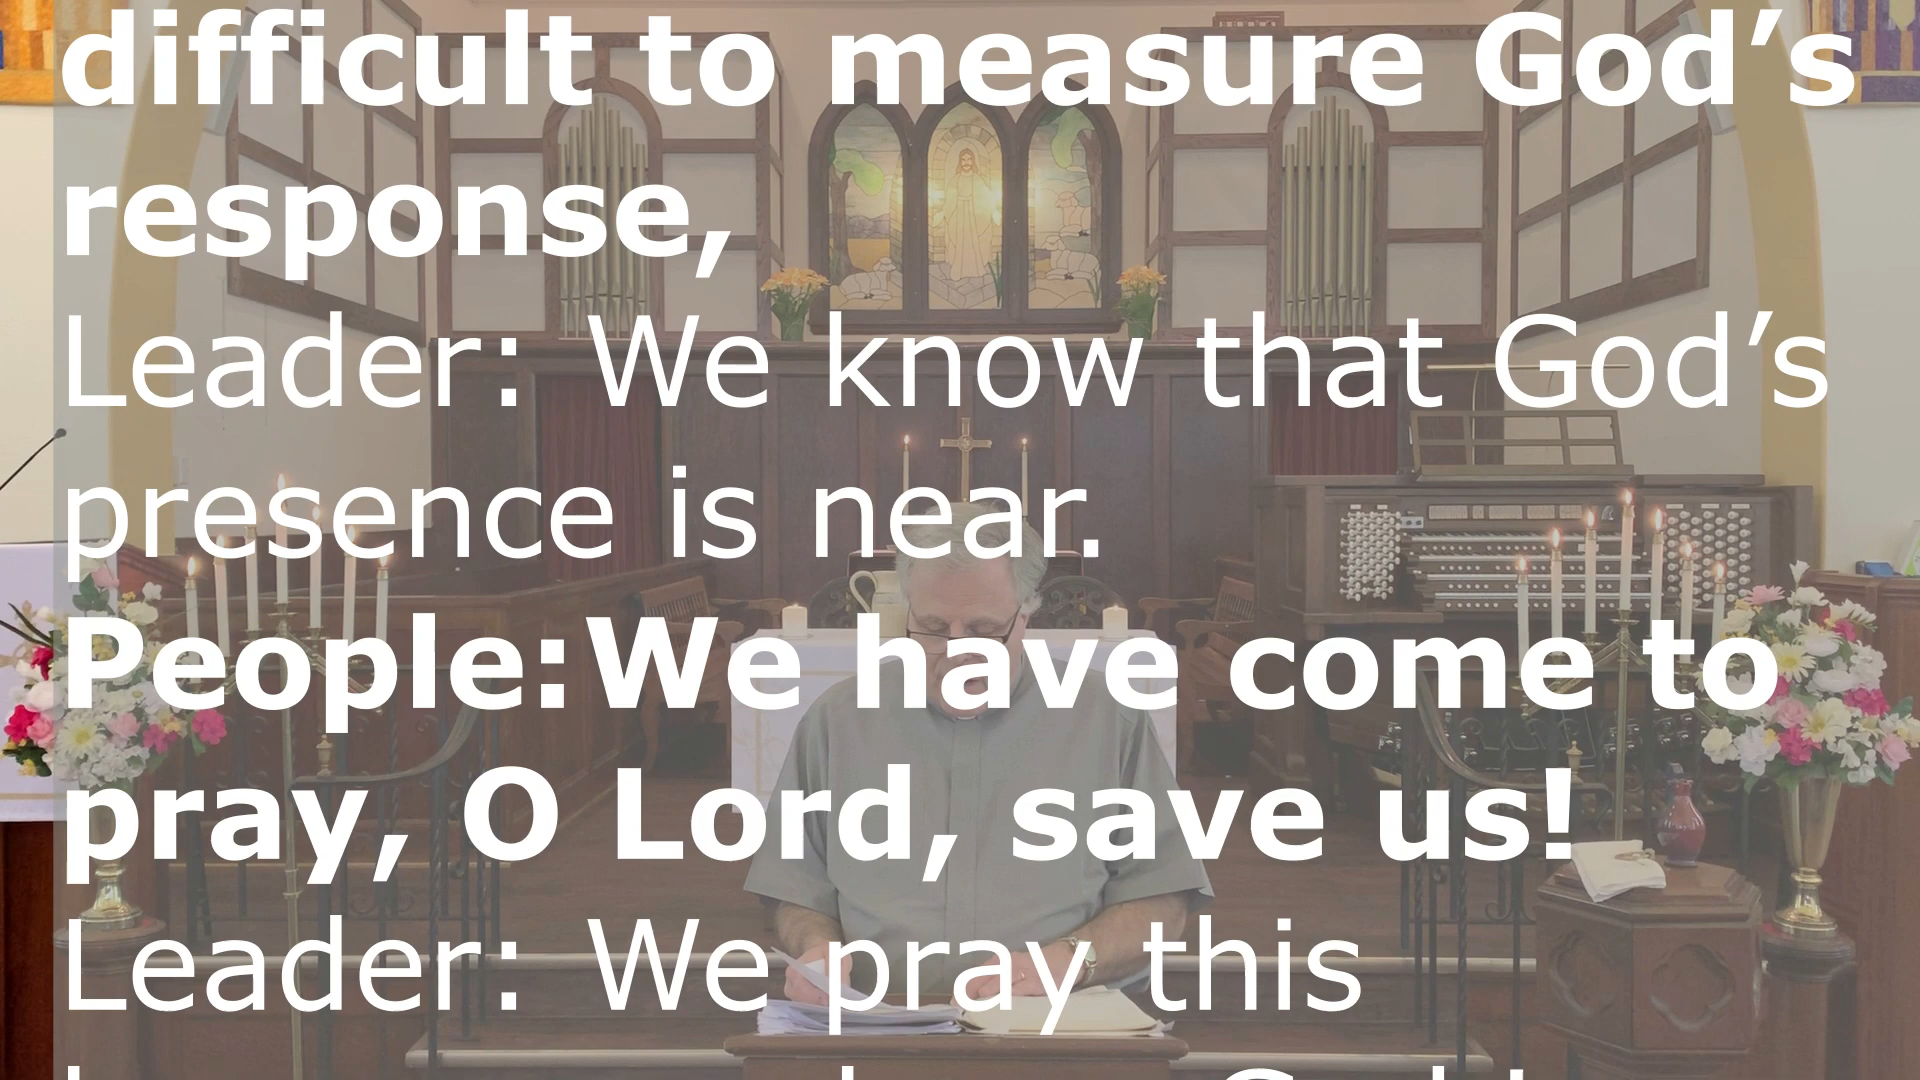 difficult to measure God’s
response,
Leader: We know that God’s
presence is near.
People:We have come to
pray, O Lord, save us!
Leader: We pray this